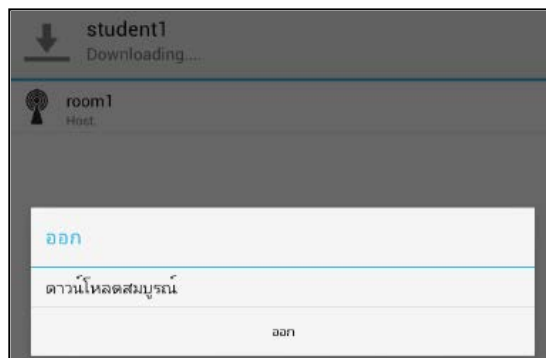 student1
Downloading....
room1
Host
ออก
ดาวน์โหลดสมบูรณ์
ออก